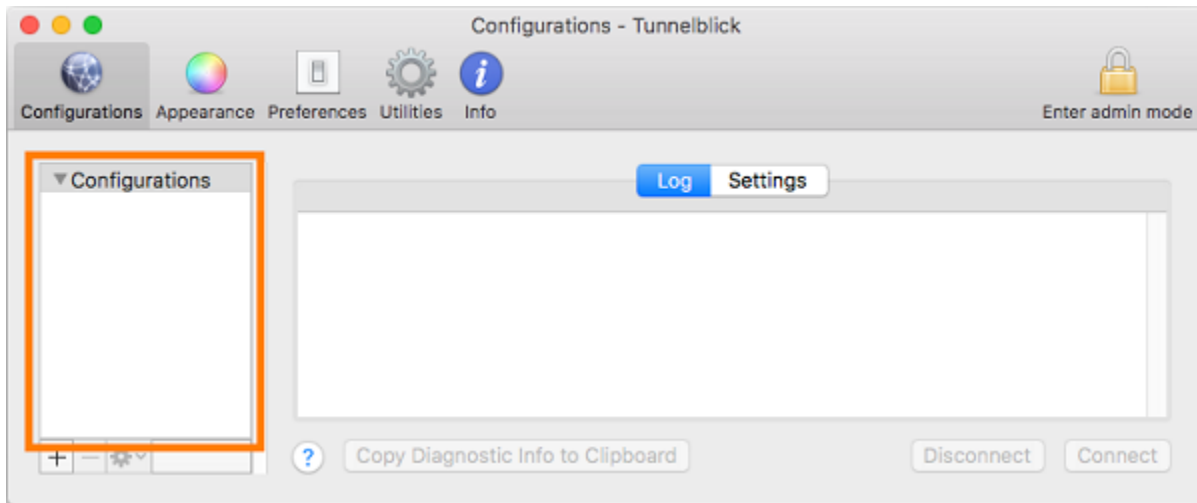 Configurations - Tunnelblick
Configurations Appearance Preferences Utilities Info Enter admin mode
Configurations
Log Settings
? Copy Diagnostic Info to Clipboard Disconnect Connect